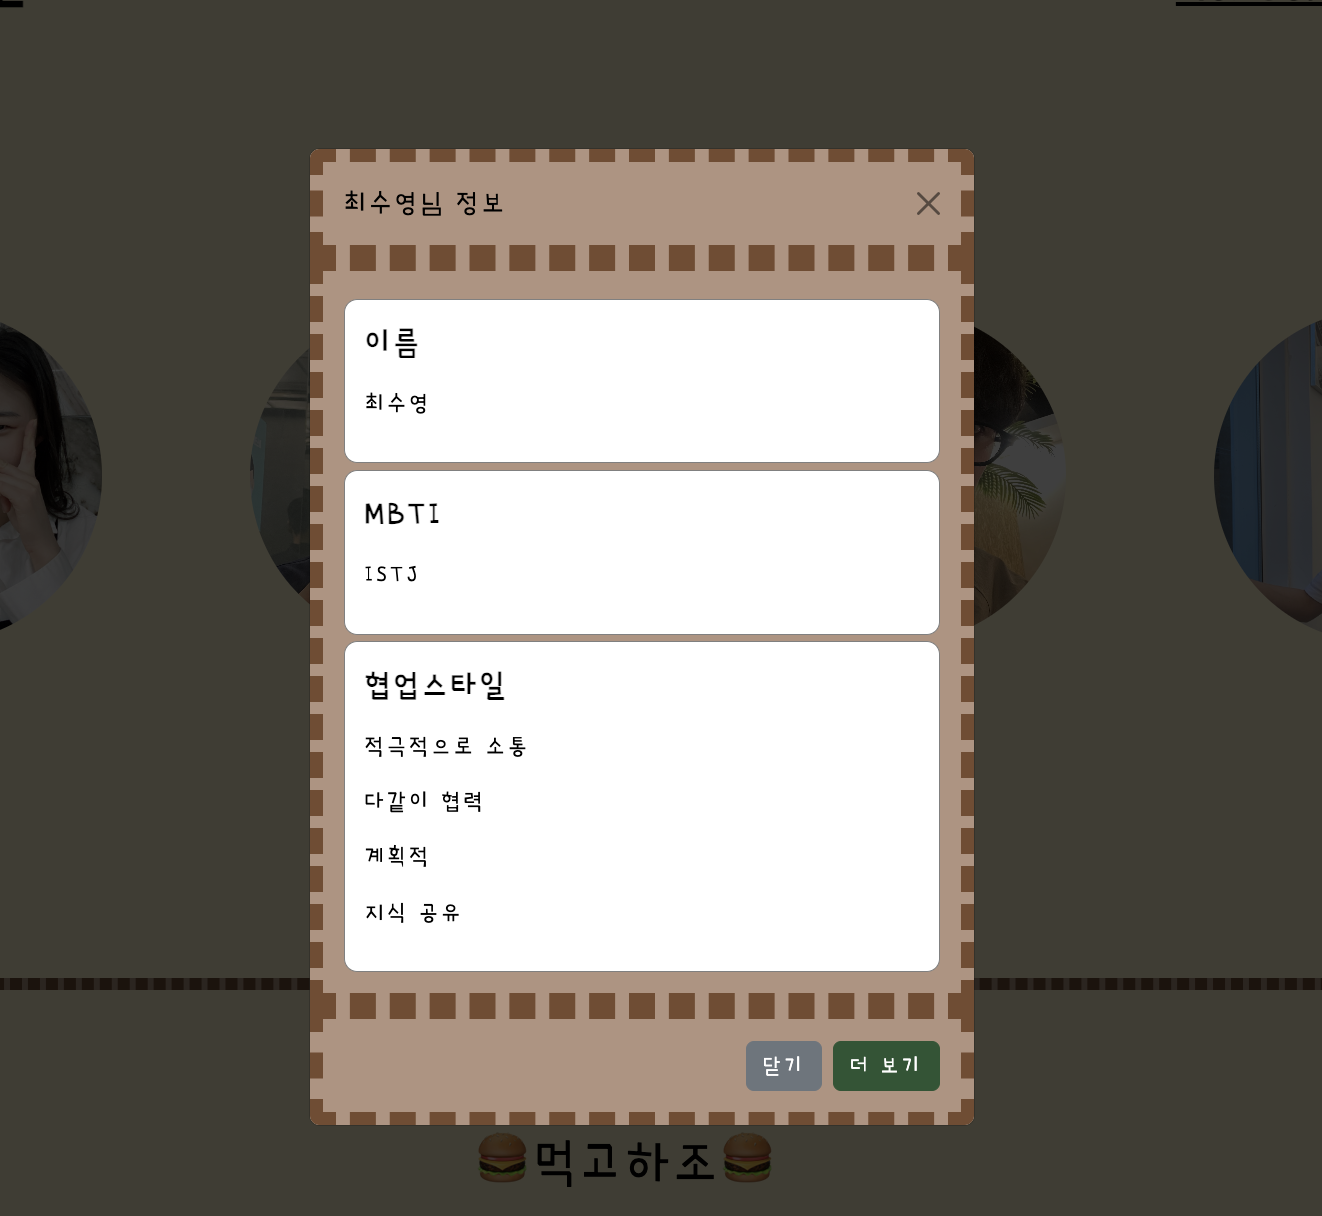 최수영님 정보
이름
최수영
MBTI
ISTJ
협업스타일
적극적으로 소통
다같이 협력
계획적
지식 공유
닫기 더 보기
먹고하조